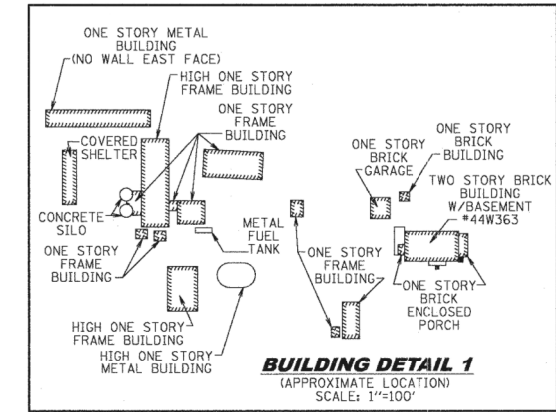 ONE STORY METAL
BUILDING
(NO WALL EAST FACE)
HIGH ONE STORY
FRAME BUILDING
ONE STORY
FRAME
BUILDING
COVERED
SHELTER
ONE STORY
BRICK
GARAGE
ONE STORY
BRICK
BUILDING
TWO STORY BRICK
BUILDING
W/BASEMENT
#44W363
CONCRETE
SILO
METAL
FUEL
TANK
ONE STORY
FRAME
BUILDING
ONE STORY
FRAME
BUILDING
ONE STORY
BRICK
ENCLOSED
PORCH
HIGH ONE STORY
FRAME BUILDING
HIGH ONE STORY
METAL BUILDING
BUILDING DETAIL 1
(APPROXIMATE LOCATION)
SCALE: 1"=100'